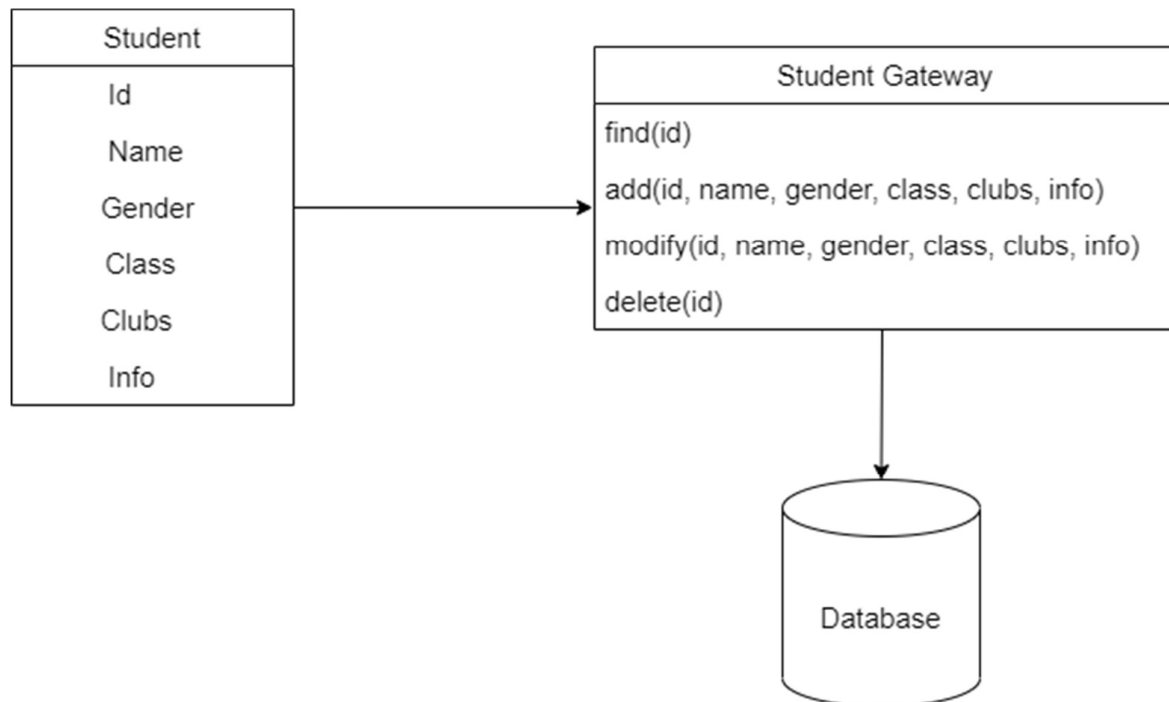 Student
Id
Name
Gender
Class
Clubs
Info
Student Gateway
find(id)
add(id, name, gender, class, clubs, info)
modify(id, name, gender, class, clubs, info)
delete(id)
Database